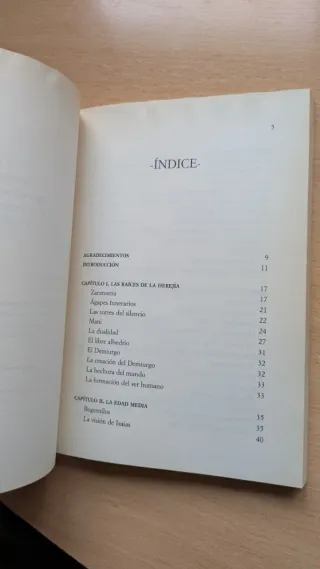 5
-ÍNDICE-
AGRADECIMIENTOS 9
INTRODUCCIÓN 11
CAPÍTULO I. LAS RAÍCES DE LA HEREJÍA 17
Zaratustra 17
Ágapes funerarios 21
Las torres del silencio 22
Mani 24
La dualidad 27
El libre albedrío 31
El Demiurgo 32
La creación del Demiurgo 32
La hechura del mundo 33
La formación del ser humano 33
CAPÍTULO II. LA EDAD MEDIA 35
Bogomilos 35
La visión de Isaías 40